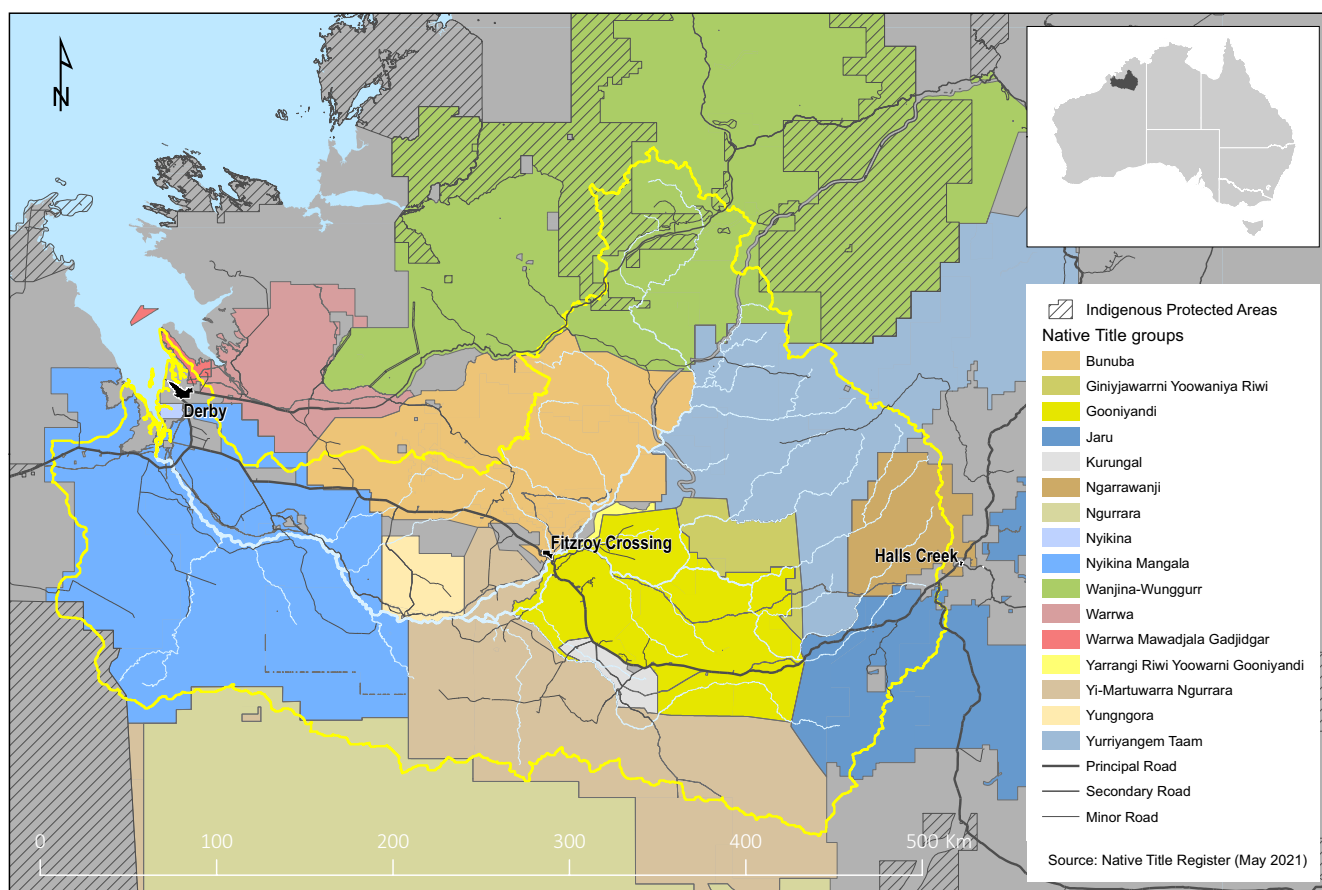 N
Derby
Fitzroy Crossing
Halls Creek
Indigenous Protected Areas
Native Title groups
Bunuba
Giniyjawarrni Yoowaniya Riwi
Gooniyandi
Jaru
Kurungal
Ngarrawanji
Ngurrara
Nyikina
Nyikina Mangala
Wanjina-Wunggurr
Warrwa
Warrwa Mawadjala Gadjidgar
Yarrangi Riwi Yoowarni Gooniyandi
Yi-Martuwarra Ngurrara
Yungngora
Yurriyangem Taam
Principal Road
Secondary Road
Minor Road
Source: Native Title Register (May 2021)
0 100 200 300 400 500 Km